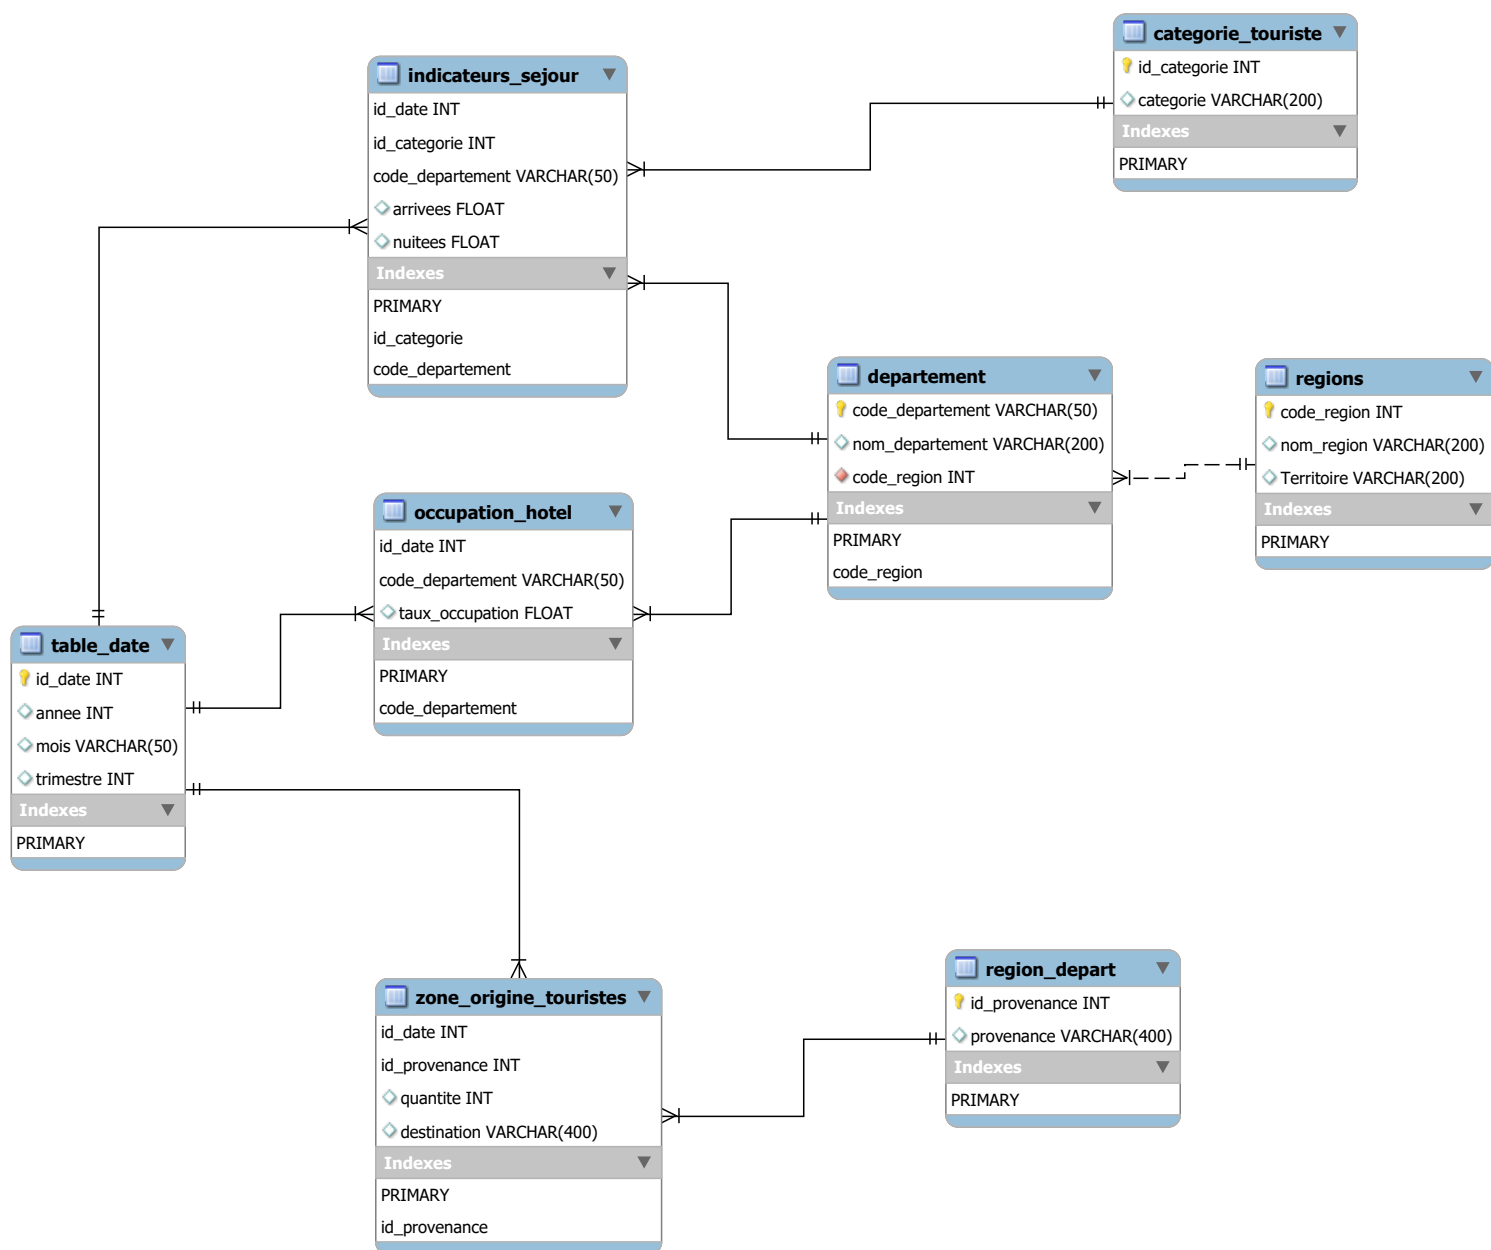 categorie_touriste
id_categorie INT
categorie VARCHAR(200)
Indexes
PRIMARY
indicateurs_sejour
id_date INT
id_categorie INT
code_departement VARCHAR(50)
arrivees FLOAT
nuitees FLOAT
Indexes
PRIMARY
id_categorie
code_departement
departement
code_departement VARCHAR(50)
nom_departement VARCHAR(200)
code_region INT
Indexes
PRIMARY
code_region
regions
code_region INT
nom_region VARCHAR(200)
Territoire VARCHAR(200)
Indexes
PRIMARY
occupation_hotel
id_date INT
code_departement VARCHAR(50)
taux_occupation FLOAT
Indexes
PRIMARY
code_departement
table_date
id_date INT
annee INT
mois VARCHAR(50)
trimestre INT
Indexes
PRIMARY
zone_origine_touristes
id_date INT
id_provenance INT
quantite INT
destination VARCHAR(400)
Indexes
PRIMARY
id_provenance
region_depart
id_provenance INT
provenance VARCHAR(400)
Indexes
PRIMARY